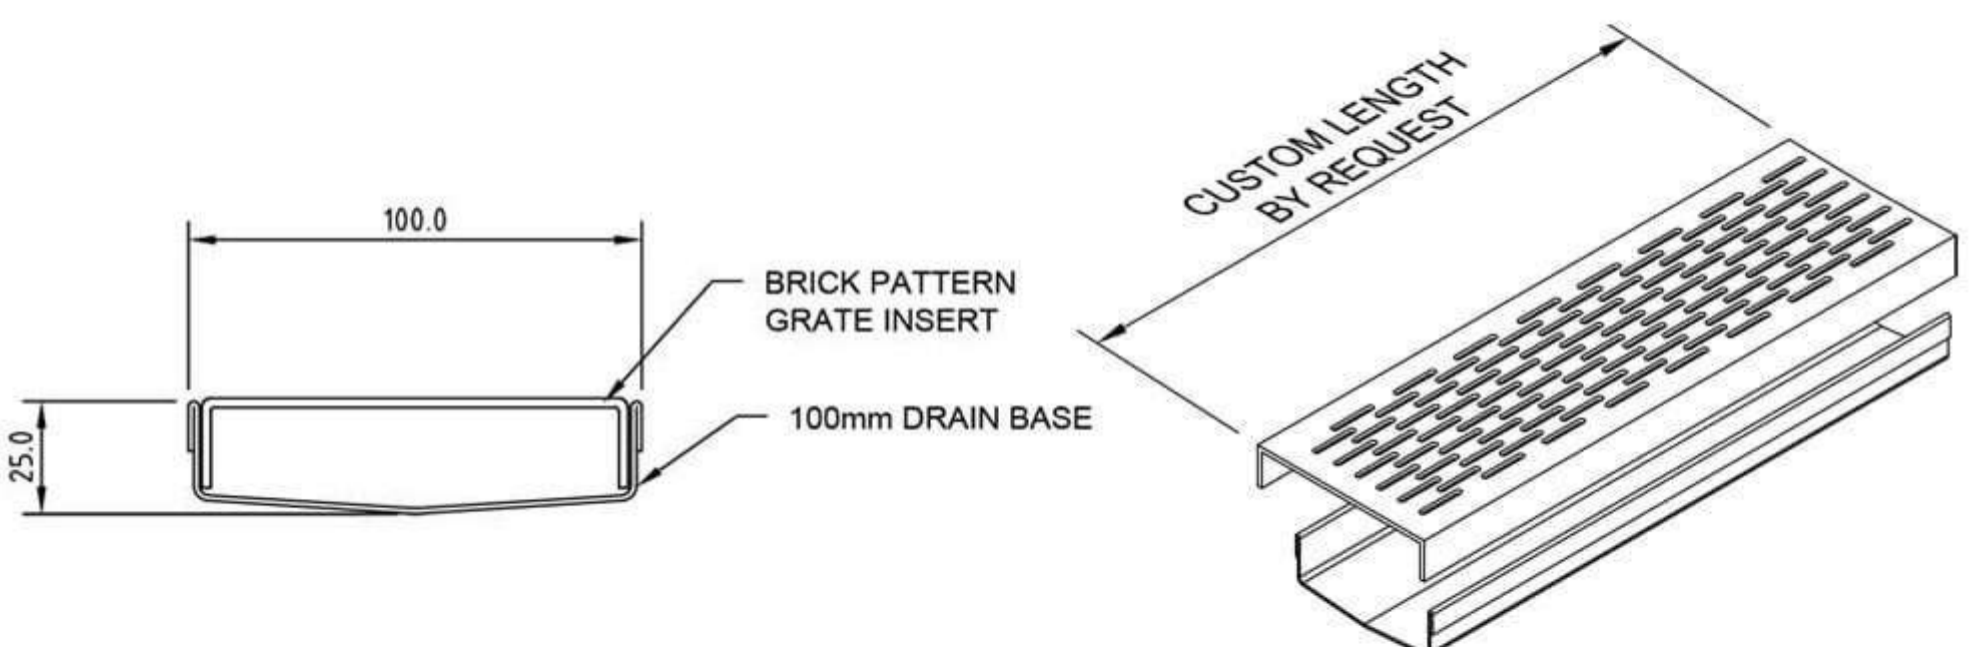 100.0
BRICK PATTERN
GRATE INSERT
100mm DRAIN BASE
25.0
CUSTOM LENGTH
BY REQUEST